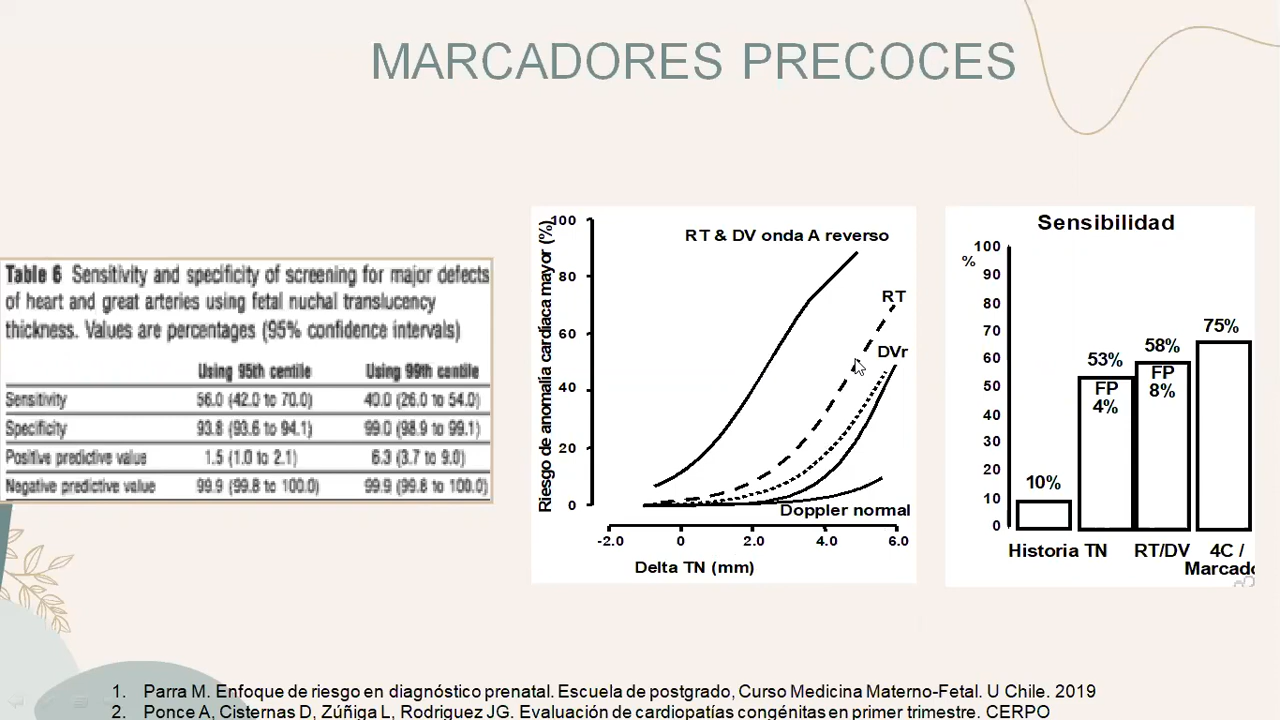 MARCADORES PRECOCES
Table 6 Sensitivity and specificity of screening for major defects
of heart and great arteries using fetal nuchal translucency
thickness. Values are percentages (95% confidence intervals)
Using 95th centile Using 99th centile
Sensitivity 56.0 (42.0 to 70.0) 40.0 (26.0 to 54.0)
Specificity 93.8 (93.6 to 94.1) 99.0 (98.9 to 99.1)
Positive predictive value 1.5 (1.0 to 2.1) 6.3 (3.7 to 9.0)
Negative predictive value 99.9 (99.8 to 100.0) 99.9 (99.8 to 100.0)
Riesgo de anomalía cardíaca mayor (%)
100
80
60
40
20
0
RT & DV onda A reverso
RT
DVr
Doppler normal
-2.0 0 2.0 4.0 6.0
Delta TN (mm)
Sensibilidad
100
%
90
80
70
60
50
40
30
20
10
0
10%
53%
FP
4%
58%
FP
8%
75%
Historia TN RT/DV 4C /
Marcado
1. Parra M. Enfoque de riesgo en diagnóstico prenatal. Escuela de postgrado, Curso Medicina Materno-Fetal. U Chile. 2019
2. Ponce A, Cisternas D, Zúñiga L, Rodriguez JG. Evaluación de cardiopatías congénitas en primer trimestre. CERPO